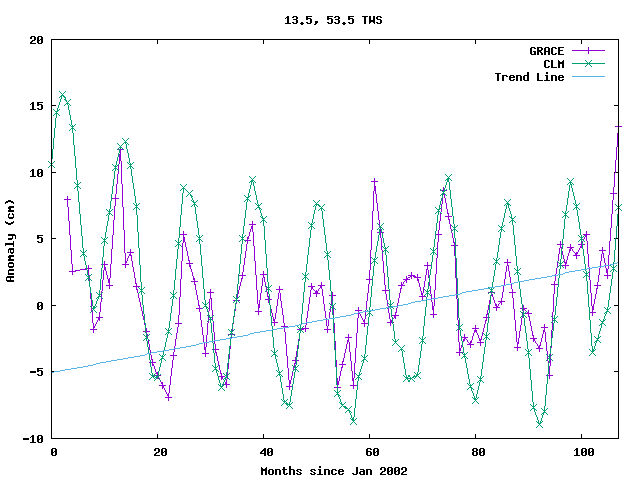 13.5, 53.5 TWS
GRACE
CLM
Trend Line
Anomaly (cm)
20
15
10
5
0
-5
-10
0 20 40 60 80 100
Months since Jan 2002